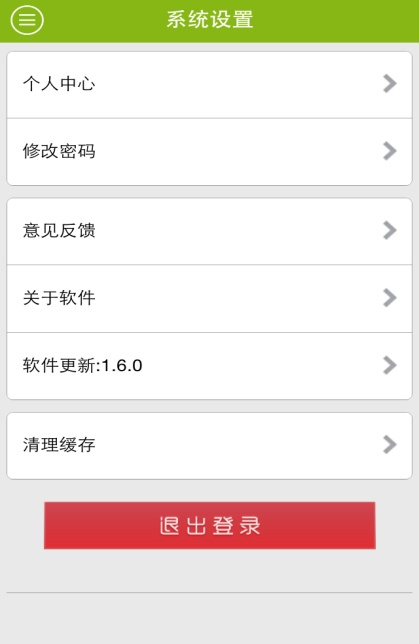 系统设置
个人中心
修改密码
意见反馈
关于软件
软件更新:1.6.0
清理缓存
退出登录